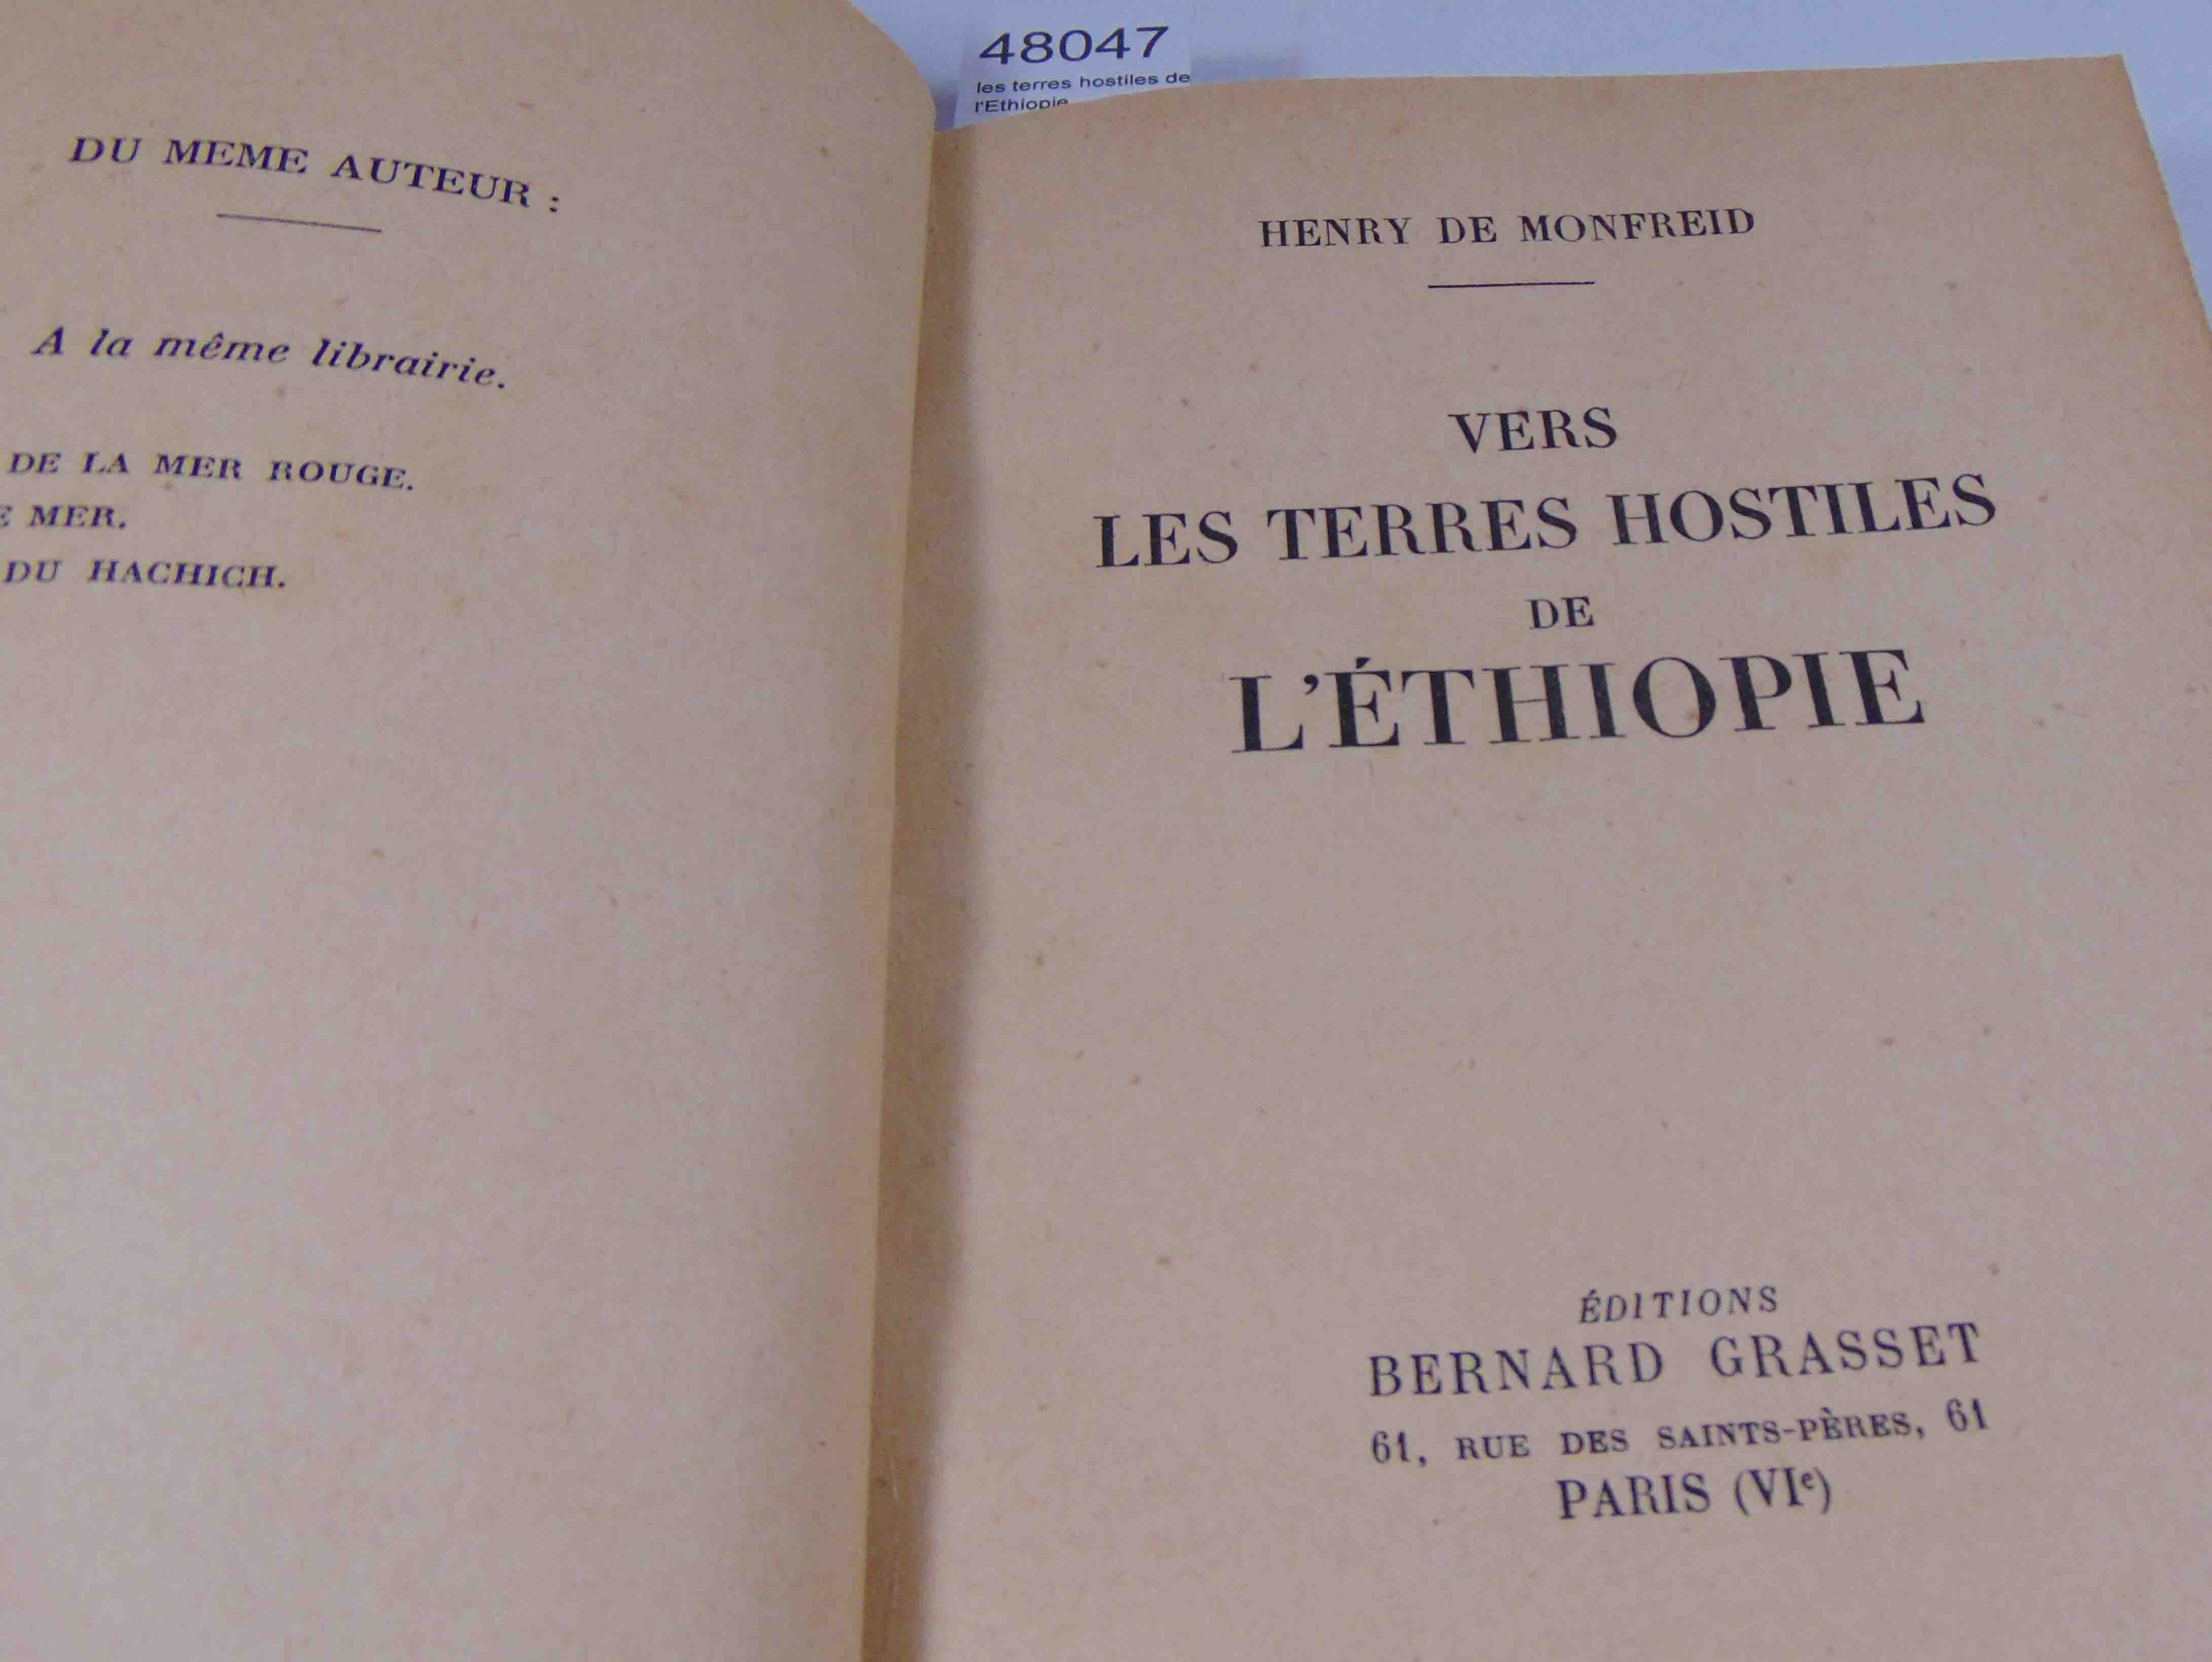 48047
les terres hostiles de
l'Ethiopie
DU MEME AUTEUR :
A la même librairie.
DE LA MER ROUGE.
E MER.
DU HACHICH.
HENRY DE MONFREID
VERS
LES TERRES HOSTILES
DE
L'ÉTHIOPIE
ÉDITIONS
BERNARD GRASSET
61, RUE DES SAINTS-PÈRES, 61
PARIS (VIe)